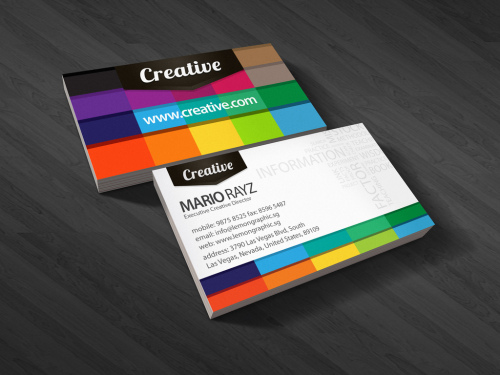 Creative
www.creative.com
Creative
MARIO RAYZ
Executive Creative Director
mobile: 9875 8525 fax: 8596 5487
email: info@lemongraphic.sg
web: www.lemongraphic.sg
address: 3790 Las Vegas Blvd, South
Las Vegas, Nevada, United States, 89109
INFORMATION
FACTORY